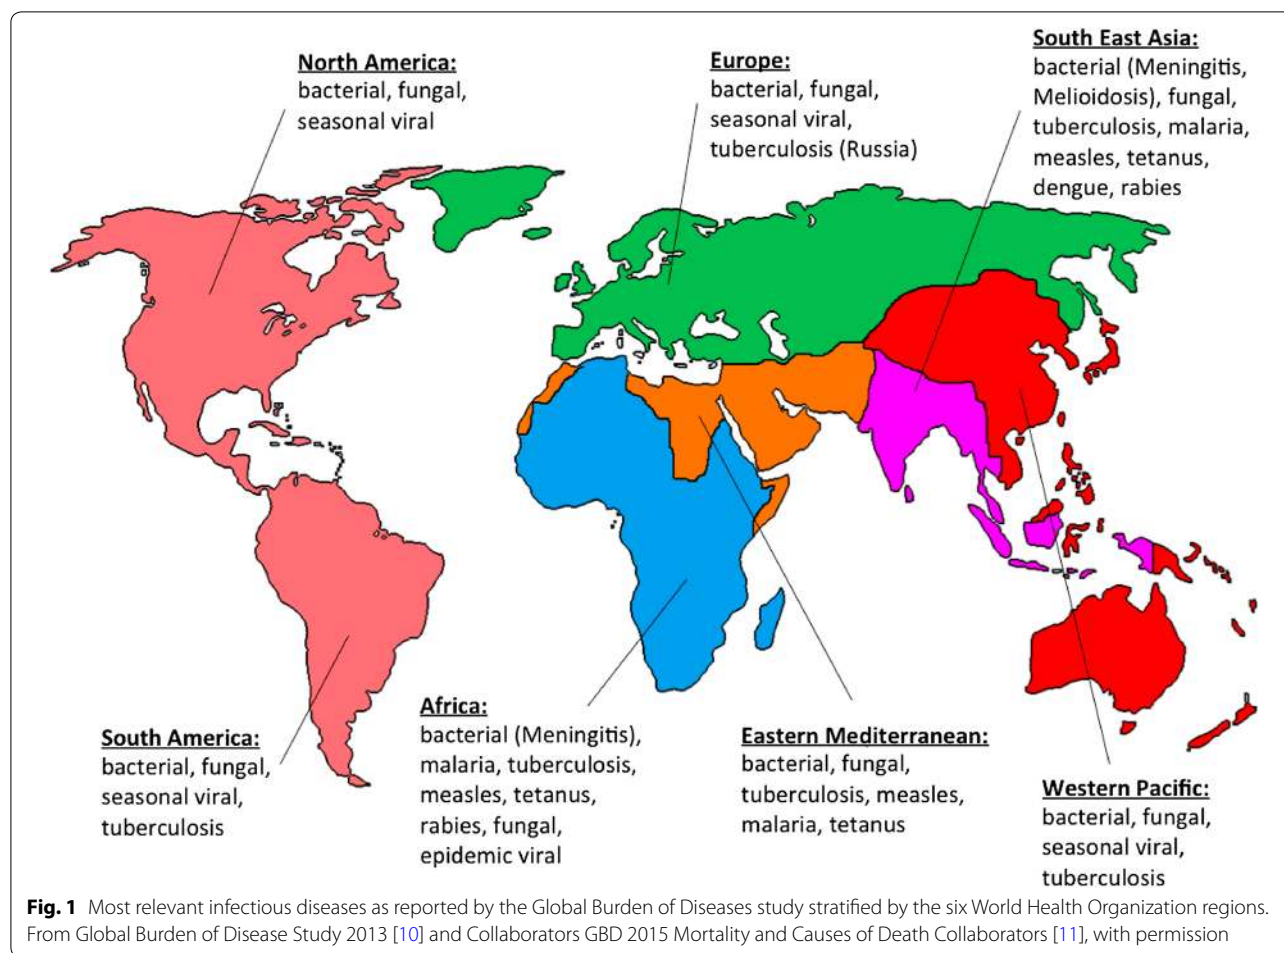 North America:
bacterial, fungal,
seasonal viral
Europe:
bacterial, fungal,
seasonal viral,
tuberculosis (Russia)
South East Asia:
bacterial (Meningitis,
Melioidosis), fungal,
tuberculosis, malaria,
measles, tetanus,
dengue, rabies
South America:
bacterial, fungal,
seasonal viral,
tuberculosis
Africa:
bacterial (Meningitis),
malaria, tuberculosis,
measles, tetanus,
rabies, fungal,
epidemic viral
Eastern Mediterranean:
bacterial, fungal,
tuberculosis, measles,
malaria, tetanus
Western Pacific:
bacterial, fungal,
seasonal viral,
tuberculosis
Fig. 1 Most relevant infectious diseases as reported by the Global Burden of Diseases study stratified by the six World Health Organization regions.
From Global Burden of Disease Study 2013 [10] and Collaborators GBD 2015 Mortality and Causes of Death Collaborators [11], with permission